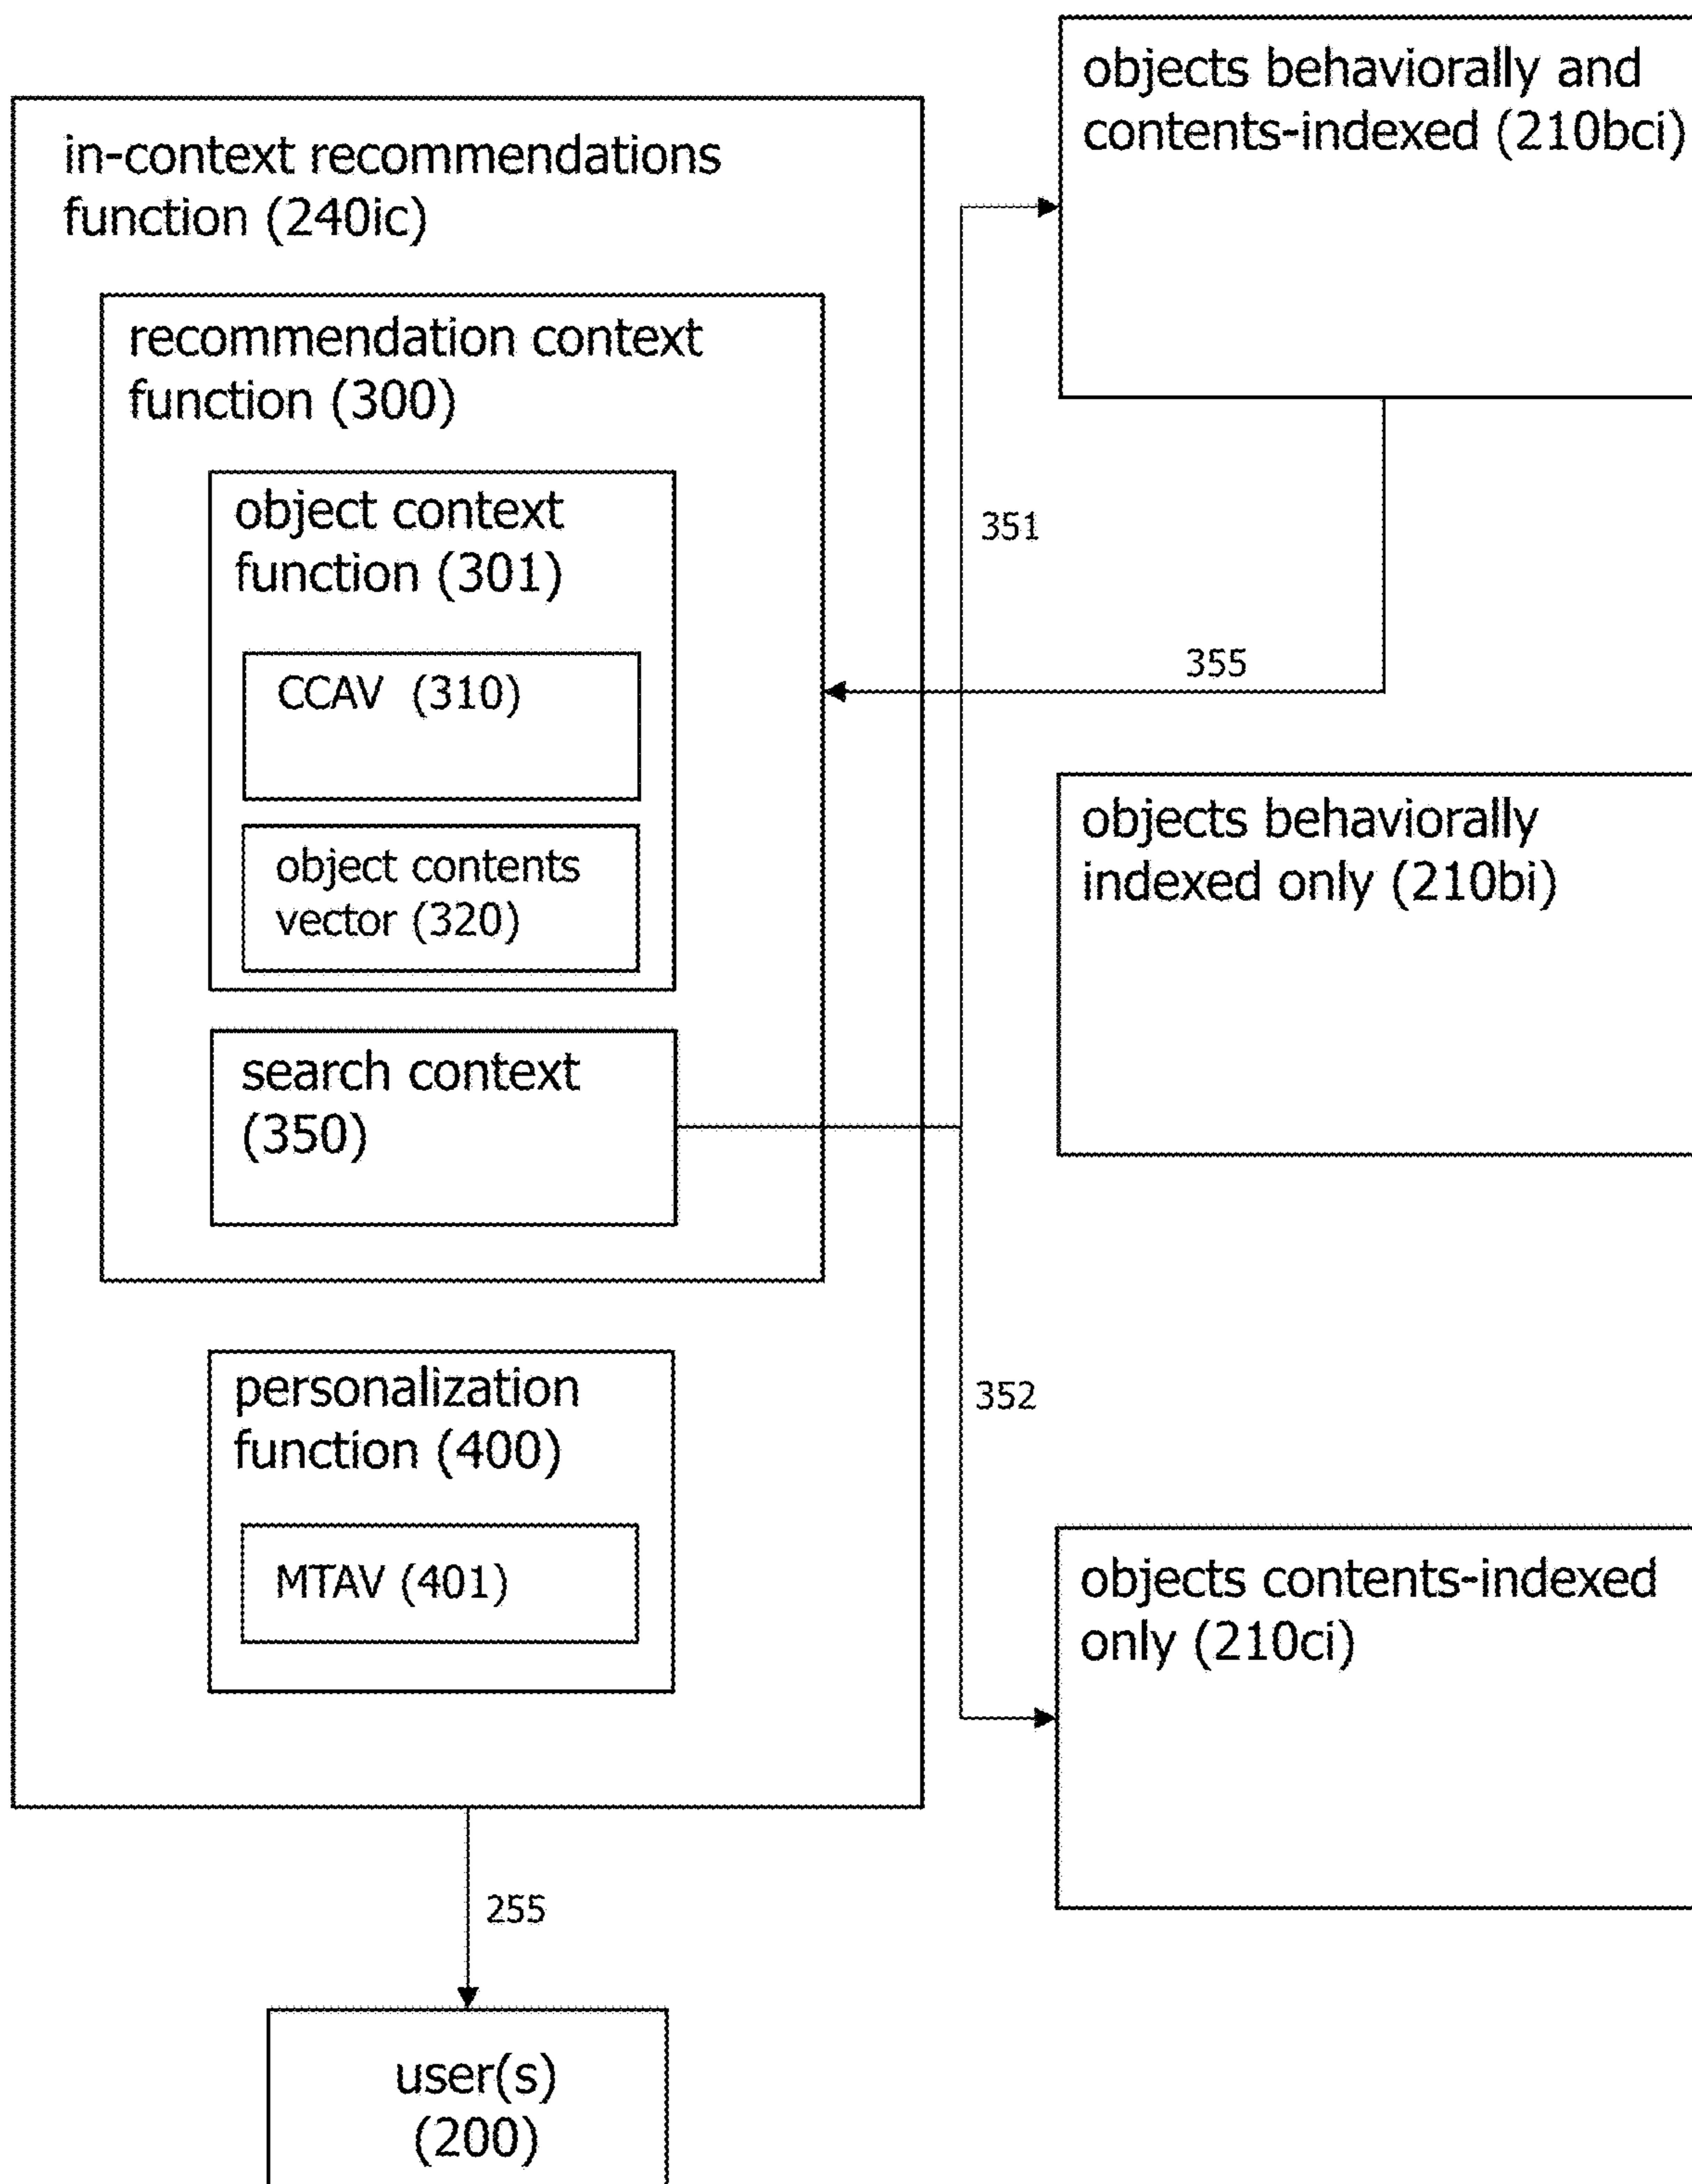 objects behaviorally and
contents-indexed (210bci)
in-context recommendations
function (240ic)
recommendation context
function (300)
object context
function (301)
351
CCAV (310)
355
objects behaviorally
indexed only (210bi)
object contents
vector (320)
search context
(350)
personalization
function (400)
352
MTAV (401)
objects contents-indexed
only (210ci)
255
user(s)
(200)